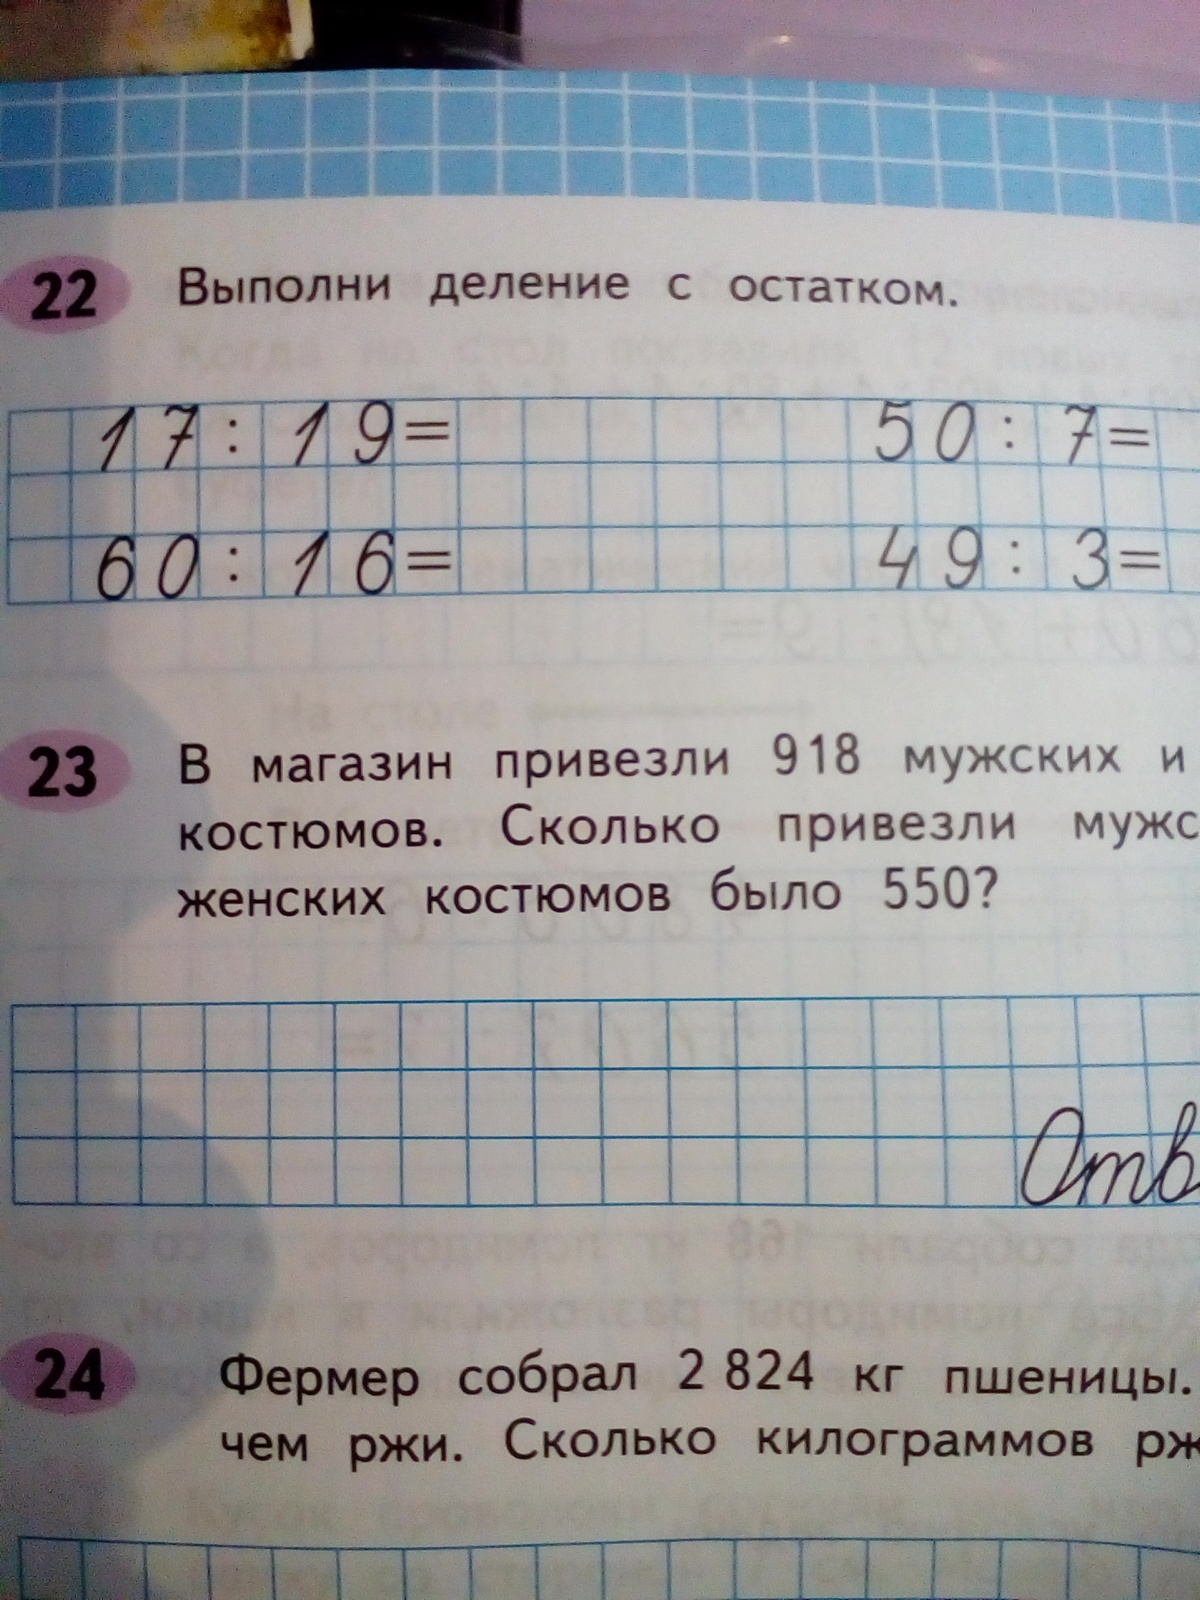 22 Выполни деление с остатком.
17 : 19= 50 : 7=
60 : 16= 49 : 3=
23 В магазин привезли 918 мужских и
костюмов. Сколько привезли мужс
женских костюмов было 550?
Отв
24 Фермер собрал 2 824 кг пшеницы.
чем ржи. Сколько килограммов рж